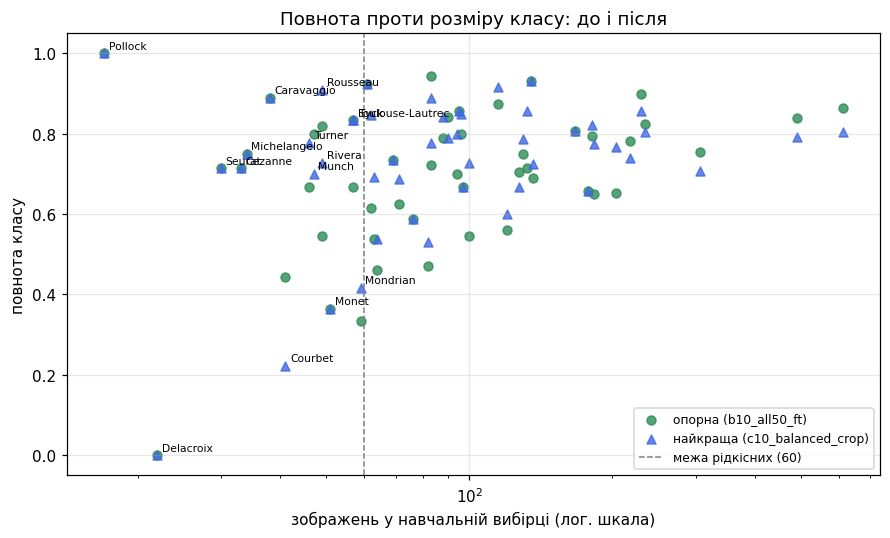 Повнота проти розміру класу: до і після
повнота класу
1.0
0.8
0.6
0.4
0.2
0.0
Pollock
Rousseau
Caravaggio
Toulouse-Lautrec
Turner
Michelangelo
Rivera
Seurat
Cezanne
Munch
Mondrian
Monet
Courbet
Delacroix
опорна (b10_all50_ft)
найкраща (c10_balanced_crop)
межа рідкісних (60)
10²
зображень у навчальній вибірці (лог. шкала)